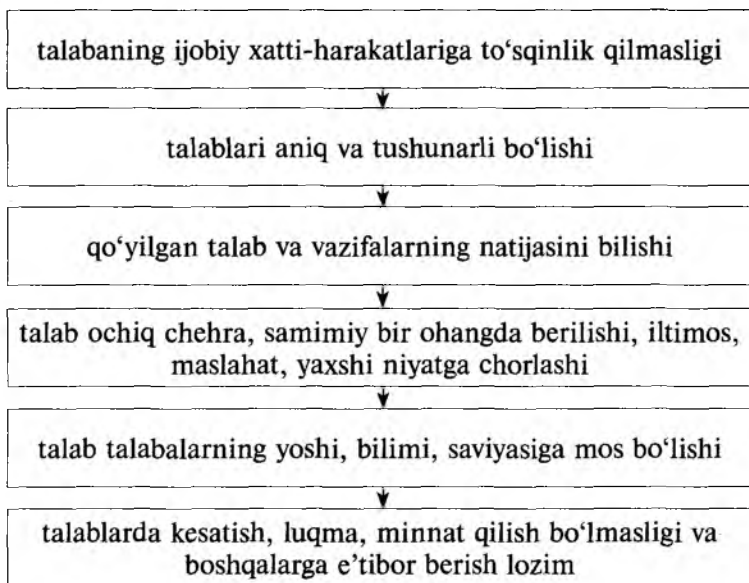 talabaning ijobiy xatti-harakatlariga to‘sqinlik qilmasligi
talablari aniq va tushunarli bo‘lishi
qo‘yilgan talab va vazifalarning natijasini bilishi
talab ochiq chehra, samimiy bir ohangda berilishi, iltimos,
maslahat, yaxshi niyatga chorlashi
talab talabalarning yoshi, bilimi, saviyasiga mos bo‘lishi
talablarda kesatish, luqma, minnat qilish bo‘lmasligi va
boshqalarga e’tibor berish lozim